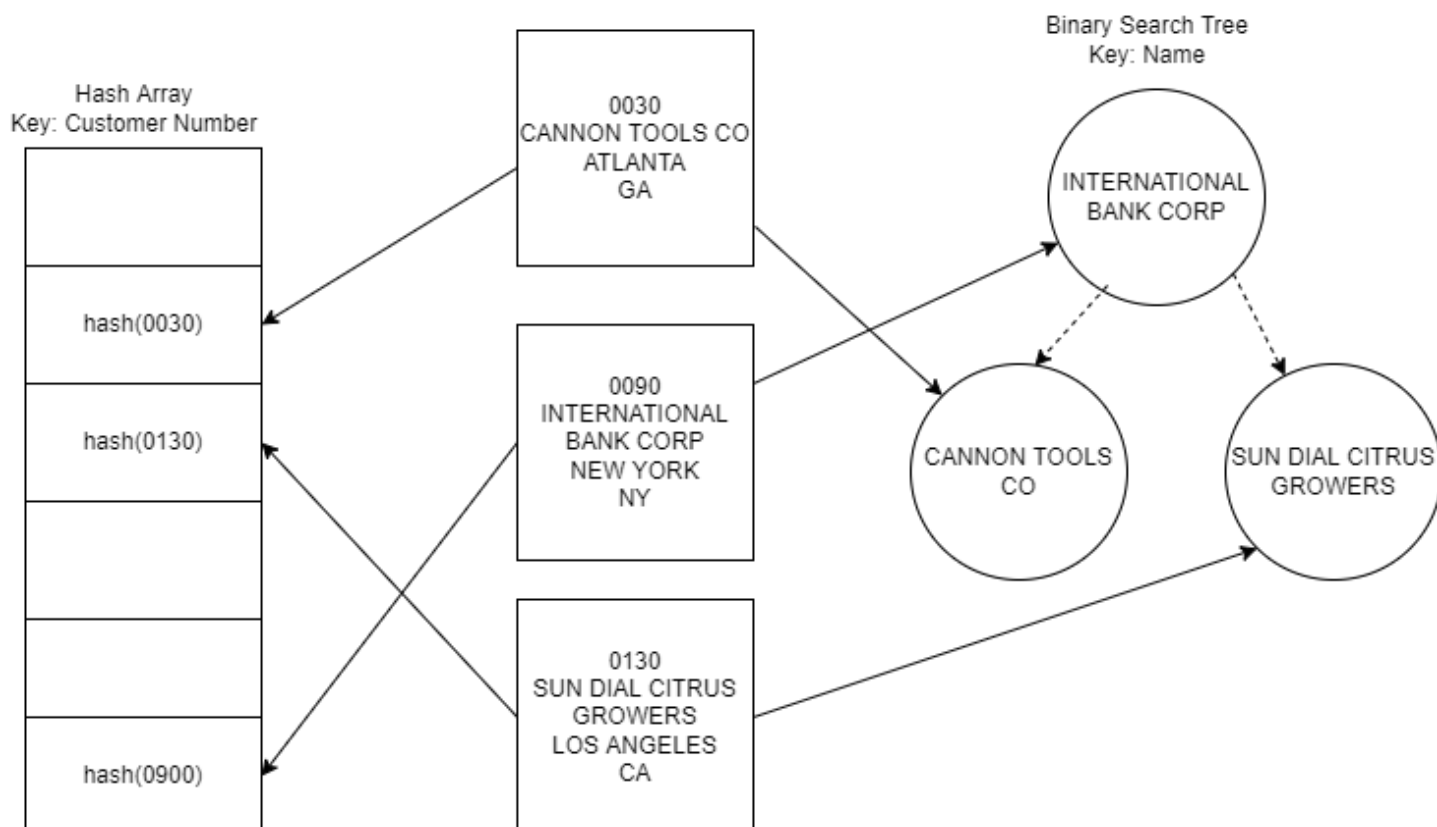 Hash Array
Key: Customer Number
hash(0030)
hash(0130)
hash(0900)
0030
CANNON TOOLS CO
ATLANTA
GA
0090
INTERNATIONAL
BANK CORP
NEW YORK
NY
0130
SUN DIAL CITRUS
GROWERS
LOS ANGELES
CA
Binary Search Tree
Key: Name
INTERNATIONAL
BANK CORP
CANNON TOOLS
CO
SUN DIAL CITRUS
GROWERS